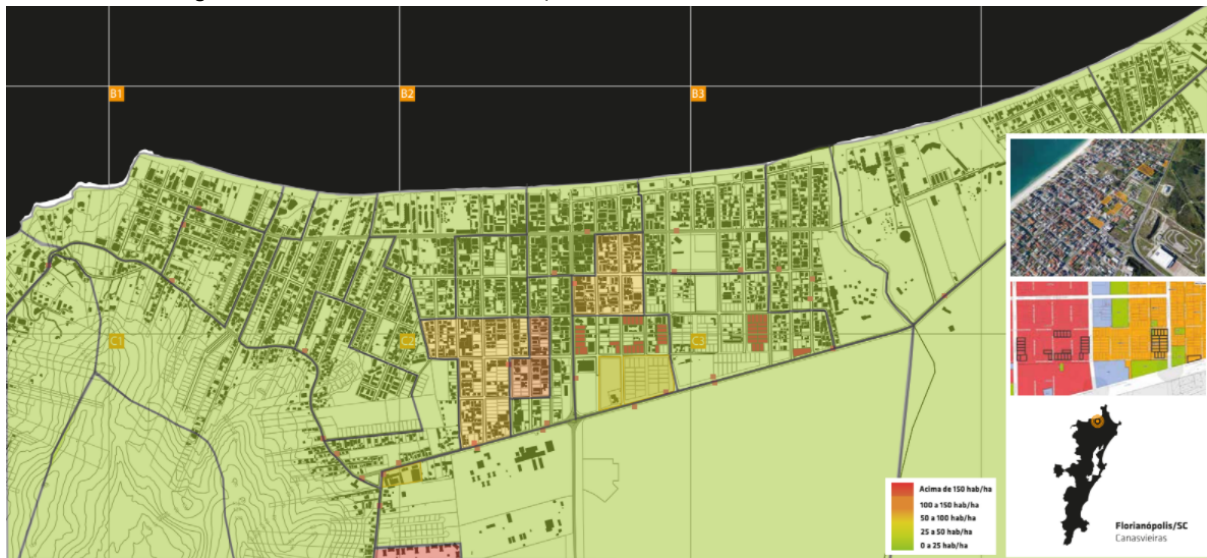 B1
B2
B3
C1
C2
C3
Acima de 150 hab/ha
100 a 150 hab/ha
50 a 100 hab/ha
25 a 50 hab/ha
0 a 25 hab/ha
Florianópolis/SC
Canasvieiras